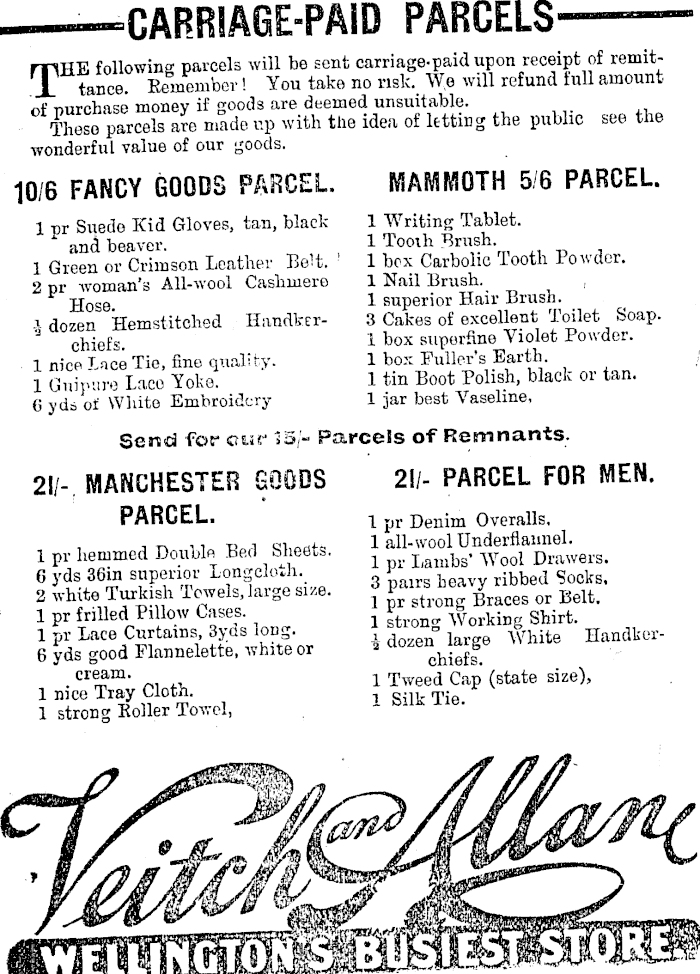 CARRIAGE-PAID PARCELS
THE following parcels will be sent carriage-paid upon receipt of remit-
tance. Remember! You take no risk. We will refund full amount
of purchase money if goods are deemed unsuitable.
These parcels are made up with the idea of letting the public see the
wonderful value of our goods.
10/6 FANCY GOODS PARCEL.
1 pr Suede Kid Gloves, tan, black
and beaver.
1 Green or Crimson Leather Belt.
2 pr woman's All-wool Cashmere
Hose.
½ dozen Hemstitched Handker-
chiefs.
1 nice Lace Tie, fine quality.
1 Guipure Lace Yoke.
6 yds of White Embroidery
MAMMOTH 5/6 PARCEL.
1 Writing Tablet.
1 Tooth Brush.
1 box Carbolic Tooth Powder.
1 Nail Brush.
1 superior Hair Brush.
3 Cakes of excellent Toilet Soap.
1 box superfine Violet Powder.
1 box Fuller's Earth.
1 tin Boot Polish, black or tan.
1 jar best Vaseline,
Send for our 15/- Parcels of Remnants.
21/- MANCHESTER GOODS
PARCEL.
1 pr hemmed Double Bed Sheets.
6 yds 36in superior Longcloth.
2 white Turkish Towels, large size.
1 pr frilled Pillow Cases.
1 pr Lace Curtains, 3yds long.
6 yds good Flannelette, white or
cream.
1 nice Tray Cloth.
1 strong Roller Towel,
21/- PARCEL FOR MEN.
1 pr Denim Overalls.
1 all-wool Underflannel.
1 pr Lambs' Wool Drawers.
3 pairs heavy ribbed Socks.
1 pr strong Braces or Belt.
1 strong Working Shirt.
½ dozen large White Handker-
chiefs.
1 Tweed Cap (state size),
1 Silk Tie.
Veitch and Allan
WELLINGTON'S BUSIEST STORE